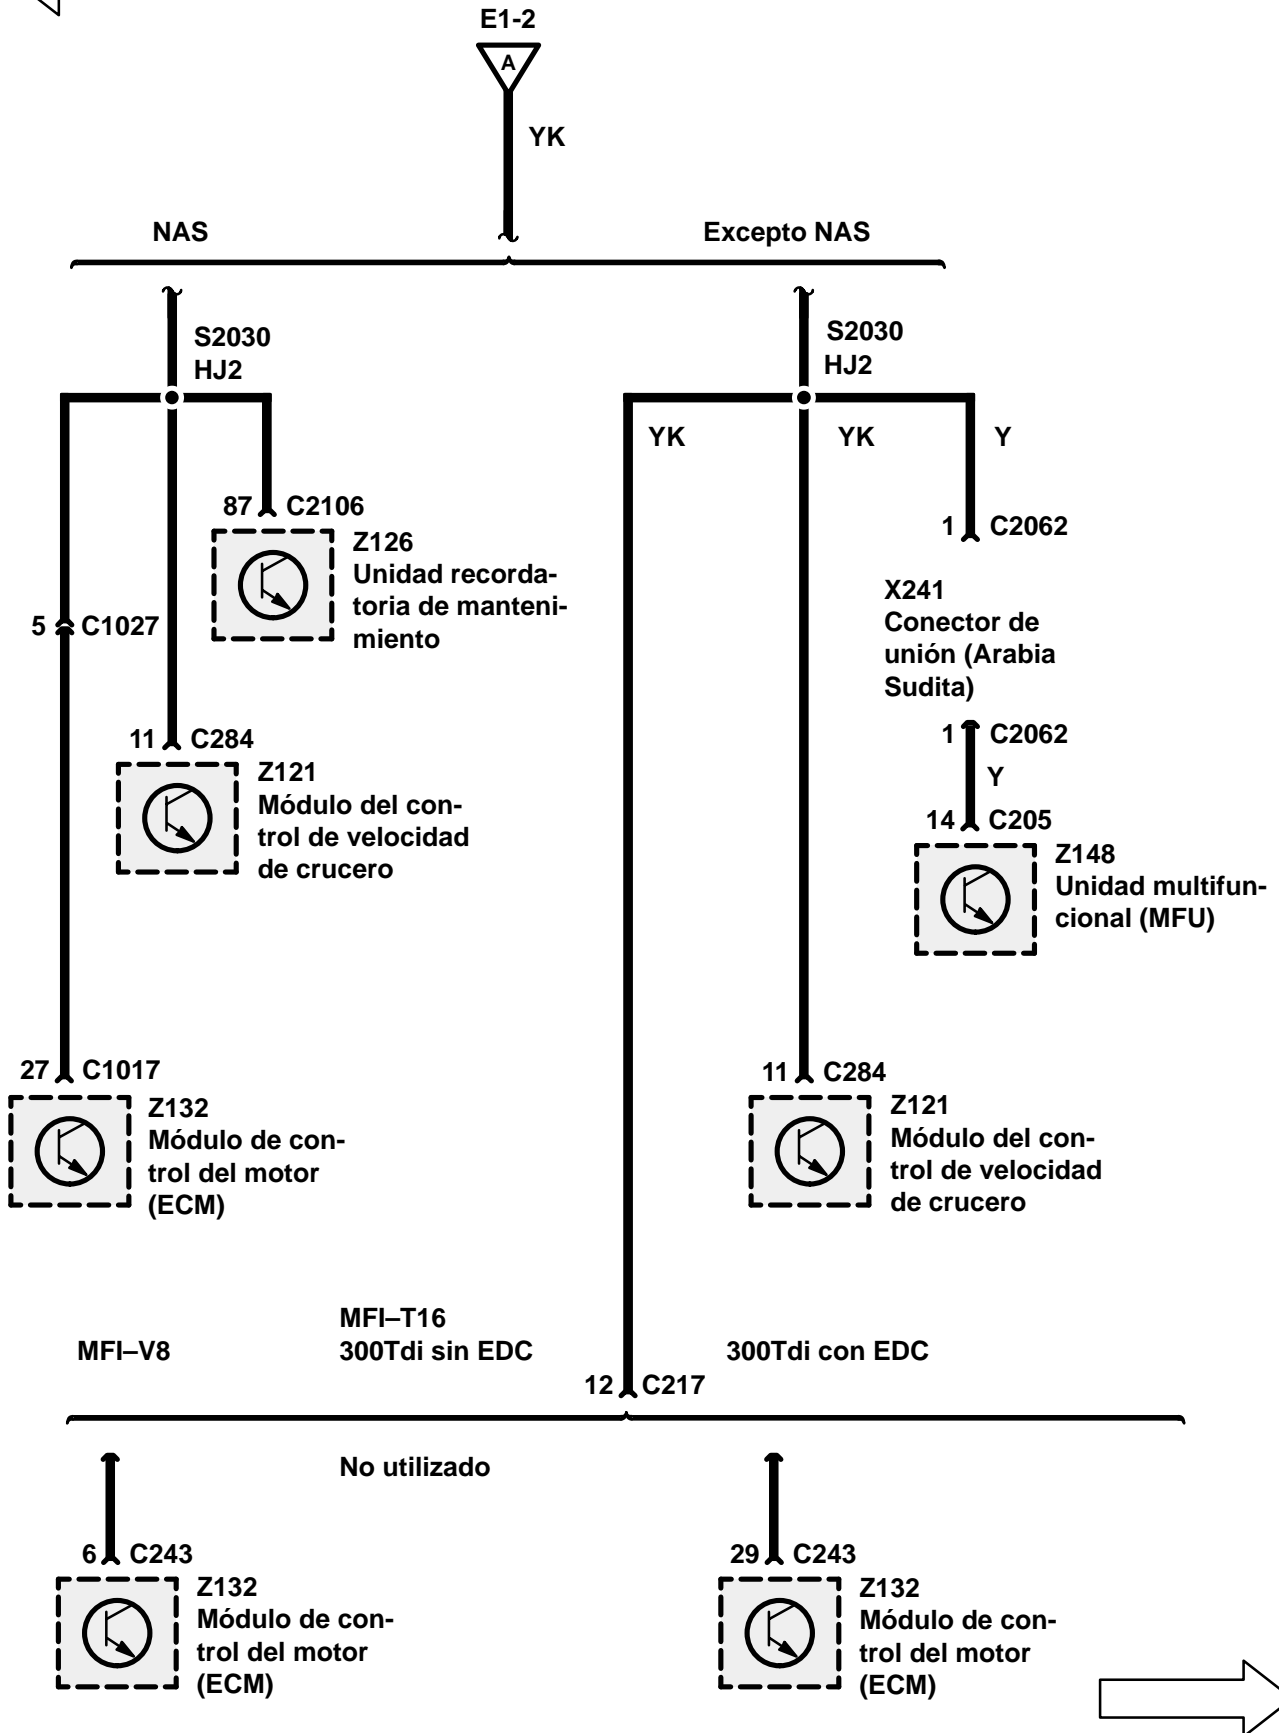 E1-2
A
YK
NAS
Excepto NAS
S2030
HJ2
S2030
HJ2
YK
YK
Y
87 C2106
Z126
Unidad recorda-
toria de manteni-
miento
1 C2062
X241
Conector de
unión (Arabia
Sudita)
5 C1027
1 C2062
Y
11 C284
Z121
Módulo del con-
trol de velocidad
de crucero
14 C205
Z148
Unidad multifun-
cional (MFU)
27 C1017
Z132
Módulo de con-
trol del motor
(ECM)
11 C284
Z121
Módulo del con-
trol de velocidad
de crucero
MFI–V8
MFI–T16
300Tdi sin EDC
300Tdi con EDC
12 C217
No utilizado
6 C243
Z132
Módulo de con-
trol del motor
(ECM)
29 C243
Z132
Módulo de con-
trol del motor
(ECM)